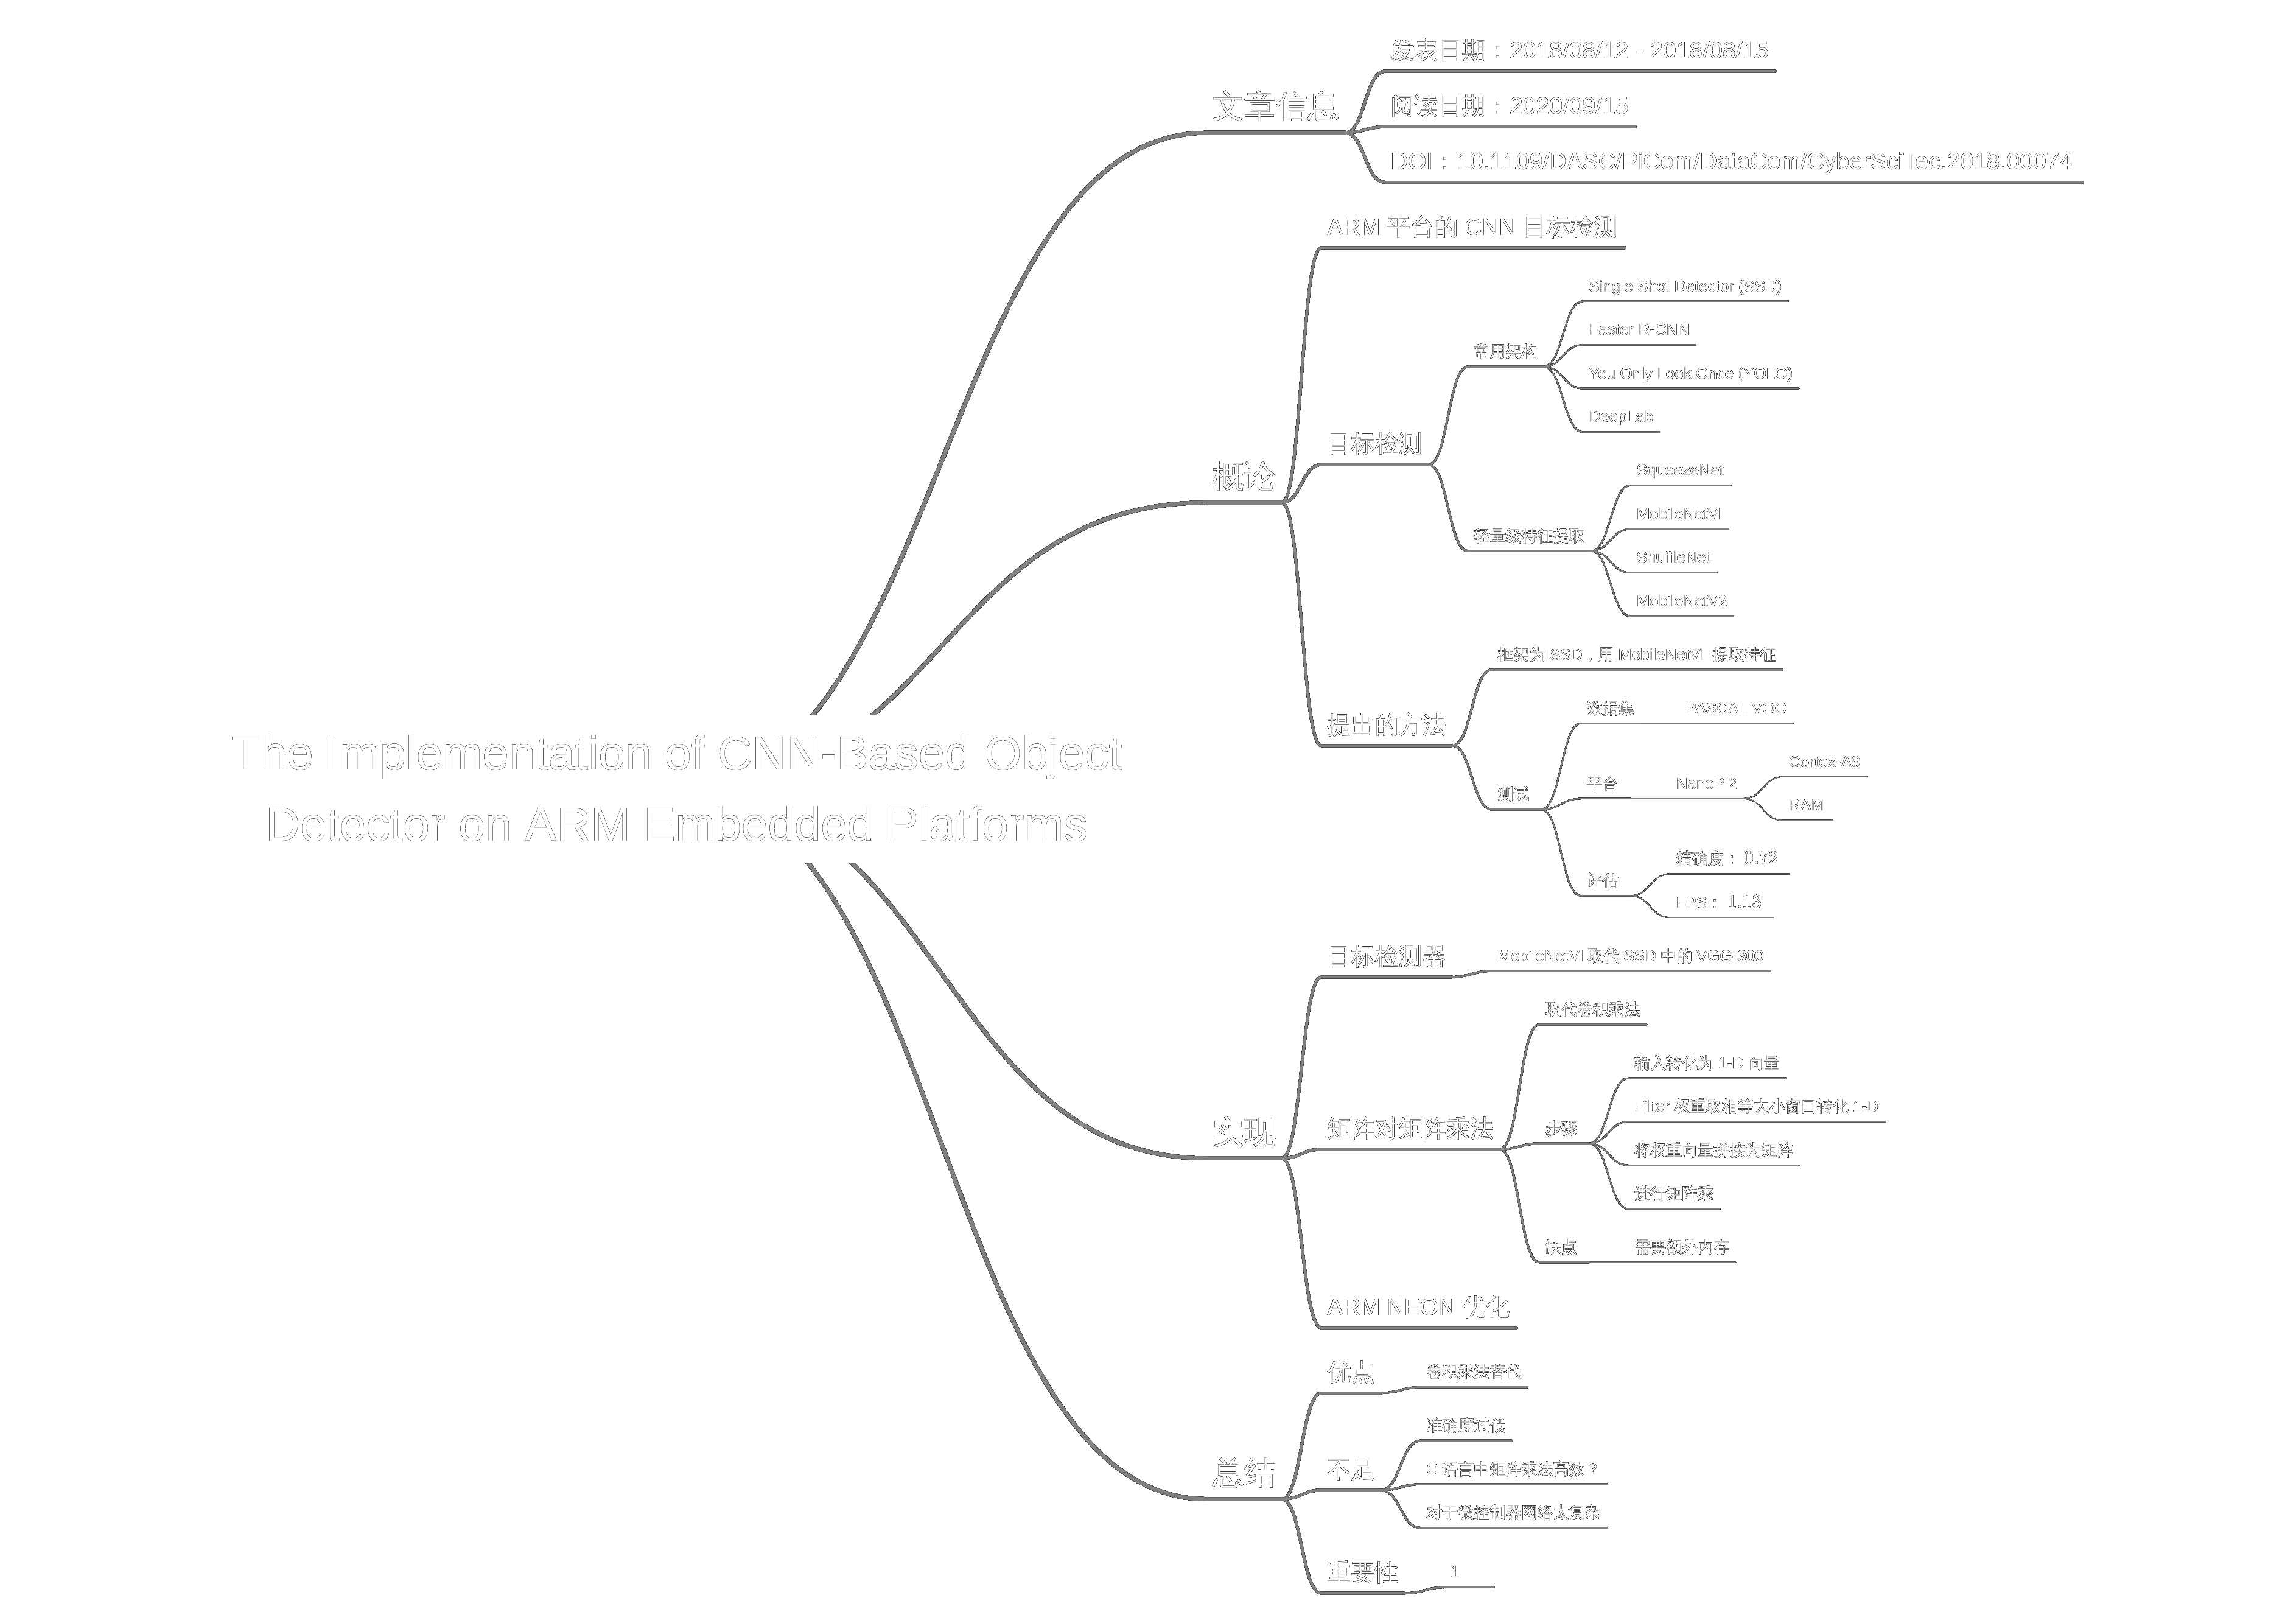 The Implementation of CNN-Based Object
Detector on ARM Embedded Platforms
文章信息
发表日期：2018/08/12 - 2018/08/15
阅读日期：2020/09/15
DOI：10.1109/DASC/PiCom/DataCom/CyberSciTec.2018.00074
概论
ARM 平台的 CNN 目标检测
目标检测
常用架构
Single Shot Detector (SSD)
Faster R-CNN
You Only Look Once (YOLO)
DeepLab
轻量级特征提取
SqueezeNet
MobileNetVI
ShuffleNet
MobileNetV2
提出的方法
框架为 SSD，用 MobileNetVI 提取特征
测试
数据集
PASCAL VOC
平台
NanoPi2
Cortex-A9
RAM
评估
精确度： 0.72
FPS： 1.18
实现
目标检测器
MobileNetVI 取代 SSD 中的 VGG-300
矩阵对矩阵乘法
取代卷积乘法
步骤
输入转化为 1-D 向量
Filter 权重取相等大小窗口转化 1-D
将权重向量拼接为矩阵
进行矩阵乘
缺点
需要额外内存
ARM NEON 优化
总结
优点
卷积乘法替代
不足
准确度过低
C 语言中矩阵乘法高效？
对于微控制器网络太复杂
重要性
1